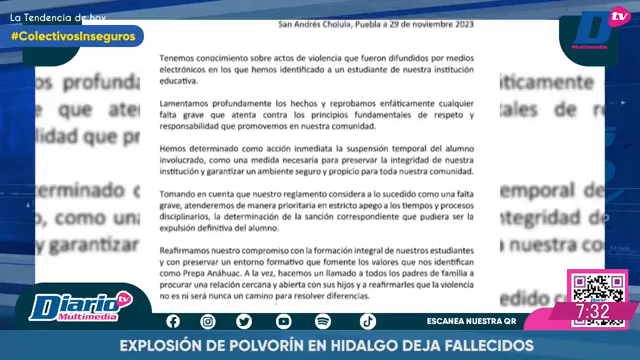 La Tendencia de hoy
#ColectivosInseguros
D tv
Multimedia
San Andrés Cholula, Puebla a 29 de noviembre 2023
Tenemos conocimiento sobre actos de violencia que fueron difundidos por medios
electrónicos en los que hemos identificado a un estudiante de nuestra institución
educativa.
Lamentamos profundamente los hechos y reprobamos enfáticamente cualquier
falta grave que atenta contra los principios fundamentales de respeto y
responsabilidad que promovemos en nuestra comunidad.
Hemos determinado como acción inmediata la suspensión temporal del alumno
involucrado, como una medida necesaria para preservar la integridad de nuestra
institución y garantizar un ambiente seguro y propicio para toda nuestra comunidad.
Tomando en cuenta que nuestro reglamento considera a lo sucedido como una falta
grave, atenderemos de manera prioritaria en estricto apego a los tiempos y procesos
disciplinarios, la determinación de la sanción correspondiente que pudiera ser la
expulsión definitiva del alumno.
Reafirmamos nuestro compromiso con la formación integral de nuestros estudiantes
y con preservar un entorno formativo que fomente los valores que nos identifican
como Prepa Anáhuac. A la vez, hacemos un llamado a todos los padres de familia a
procurar una relación cercana y abierta con sus hijos y a reafirmarles que la violencia
no es ni será nunca un camino para resolver diferencias.
Diario tv
Multimedia
ESCANEA NUESTRA QR
7:32
EXPLOSIÓN DE POLVORÍN EN HIDALGO DEJA FALLECIDOS